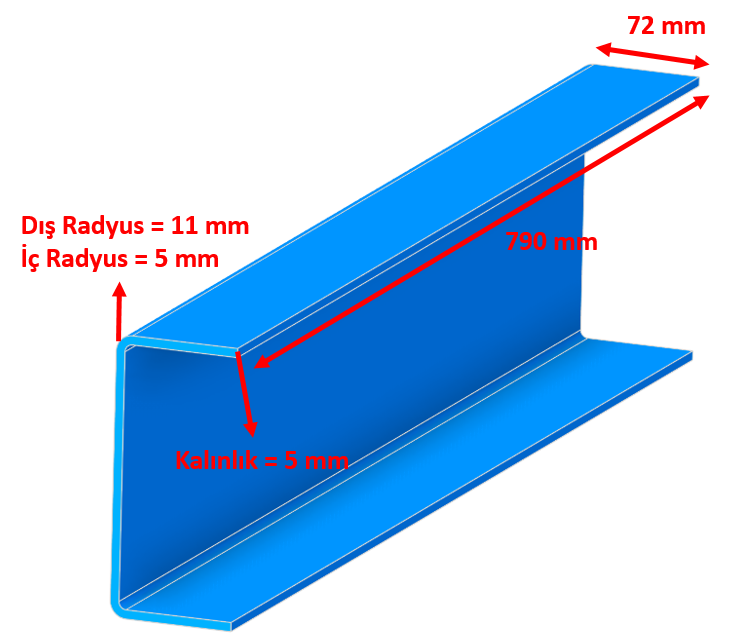 72 mm
Dış Radyus = 11 mm
İç Radyus = 5 mm
790 mm
Kalınlık = 5 mm